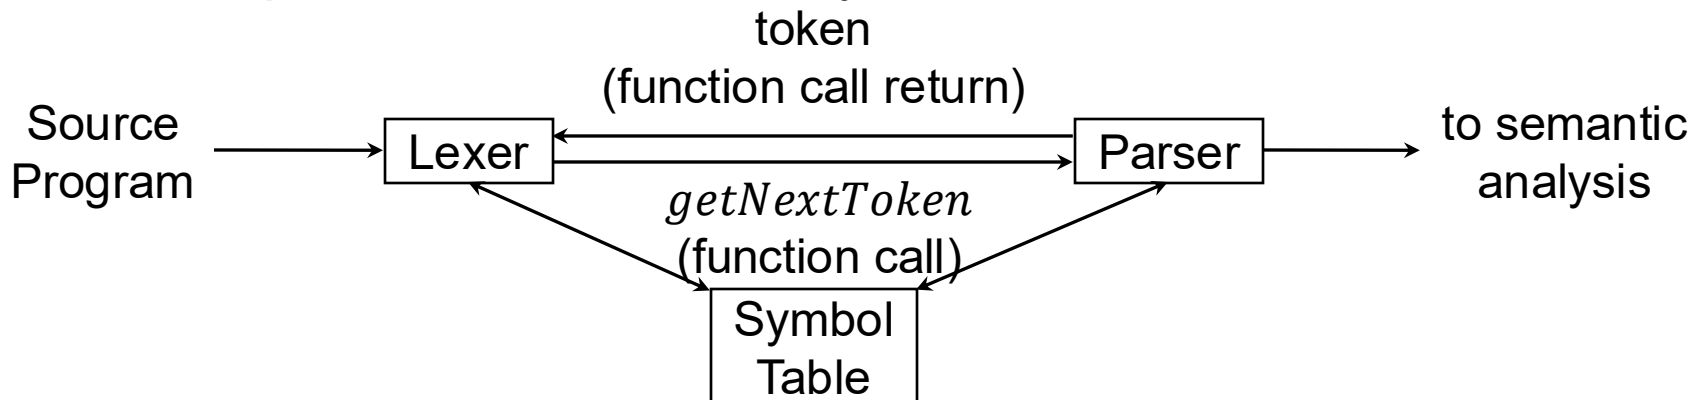 token
(function call return)
Source
Program
Lexer
Parser
to semantic
analysis
getNextToken
(function call)
Symbol
Table